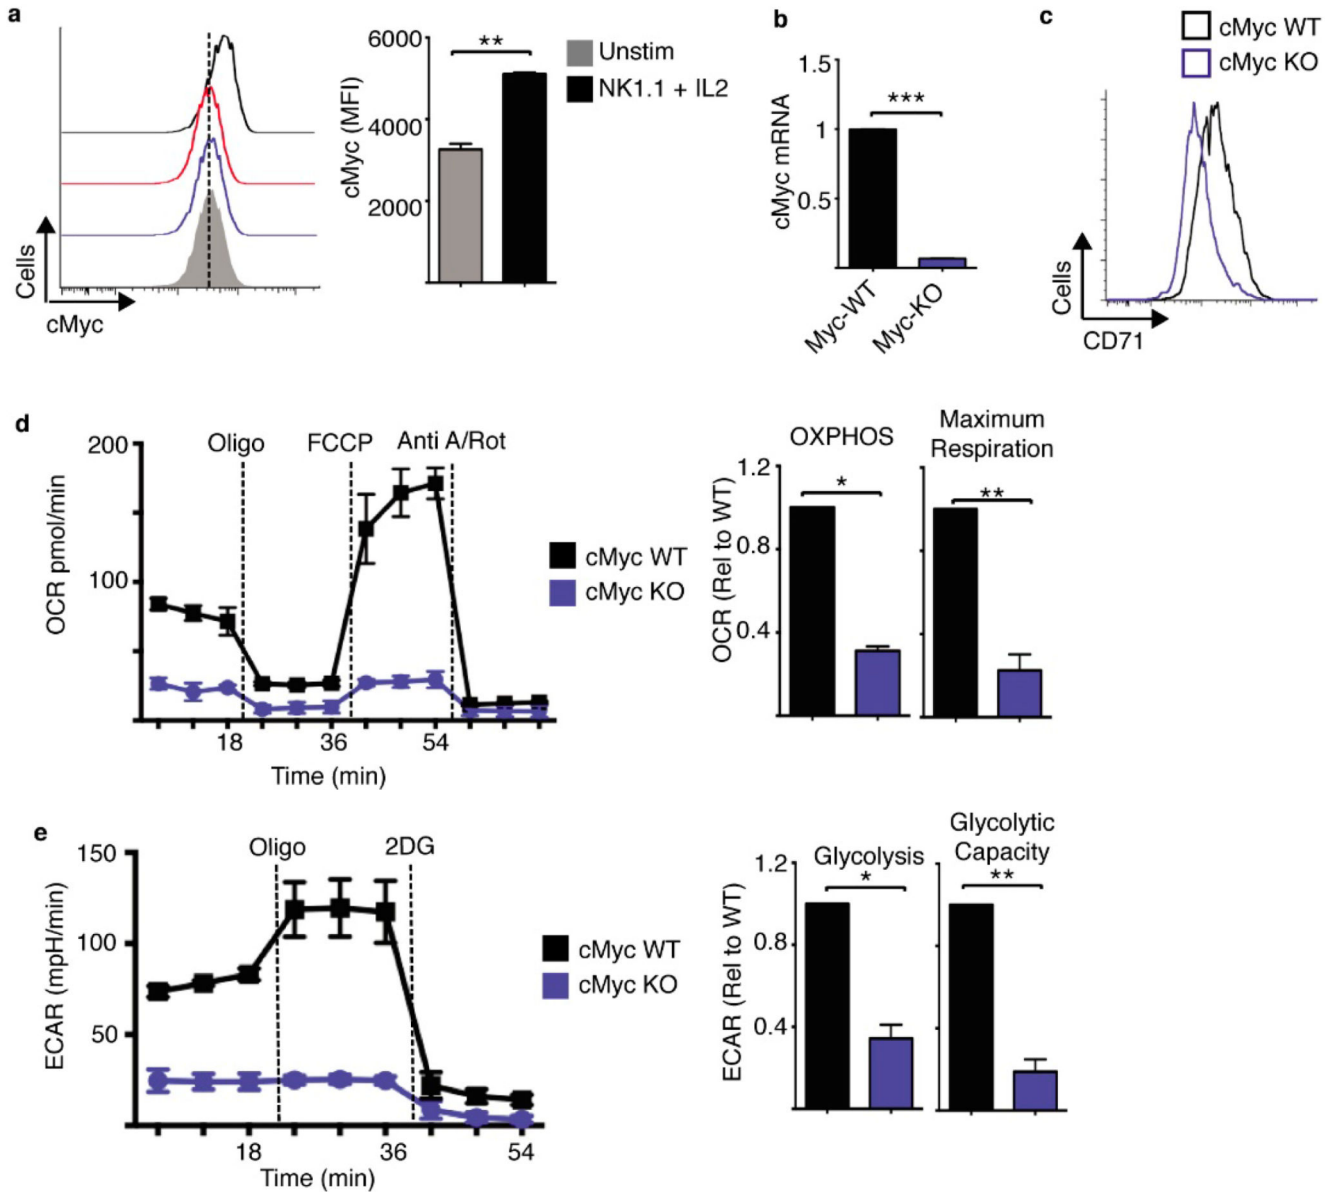 a
Cells
cMyc
cMyc (MFI)
6000
4000
2000
**
Unstim
NK1.1 + IL2
b
cMyc mRNA
1.5
1
0.5
***
Myc-WT
Myc-KO
c
cMyc WT
cMyc KO
Cells
CD71
d
OCR pmol/min
200
100
Oligo
FCCP
Anti A/Rot
18
36
54
Time (min)
cMyc WT
cMyc KO
OXPHOS
Maximum
Respiration
OCR (Rel to WT)
1.2
0.8
0.4
*
**
e
ECAR (mpH/min)
150
100
50
Oligo
2DG
18
36
54
Time (min)
cMyc WT
cMyc KO
Glycolysis
Glycolytic
Capacity
ECAR (Rel to WT)
1.2
0.8
0.4
*
**